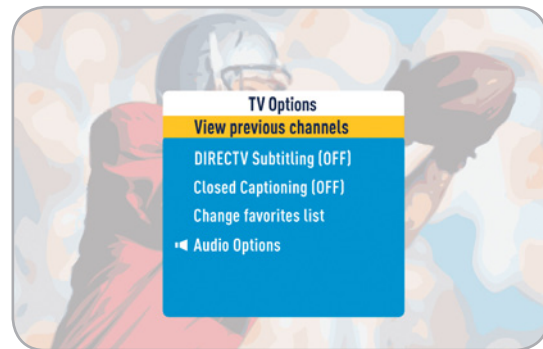 TV Options
View previous channels
DIRECTV Subtitling (OFF)
Closed Captioning (OFF)
Change favorites list
Audio Options